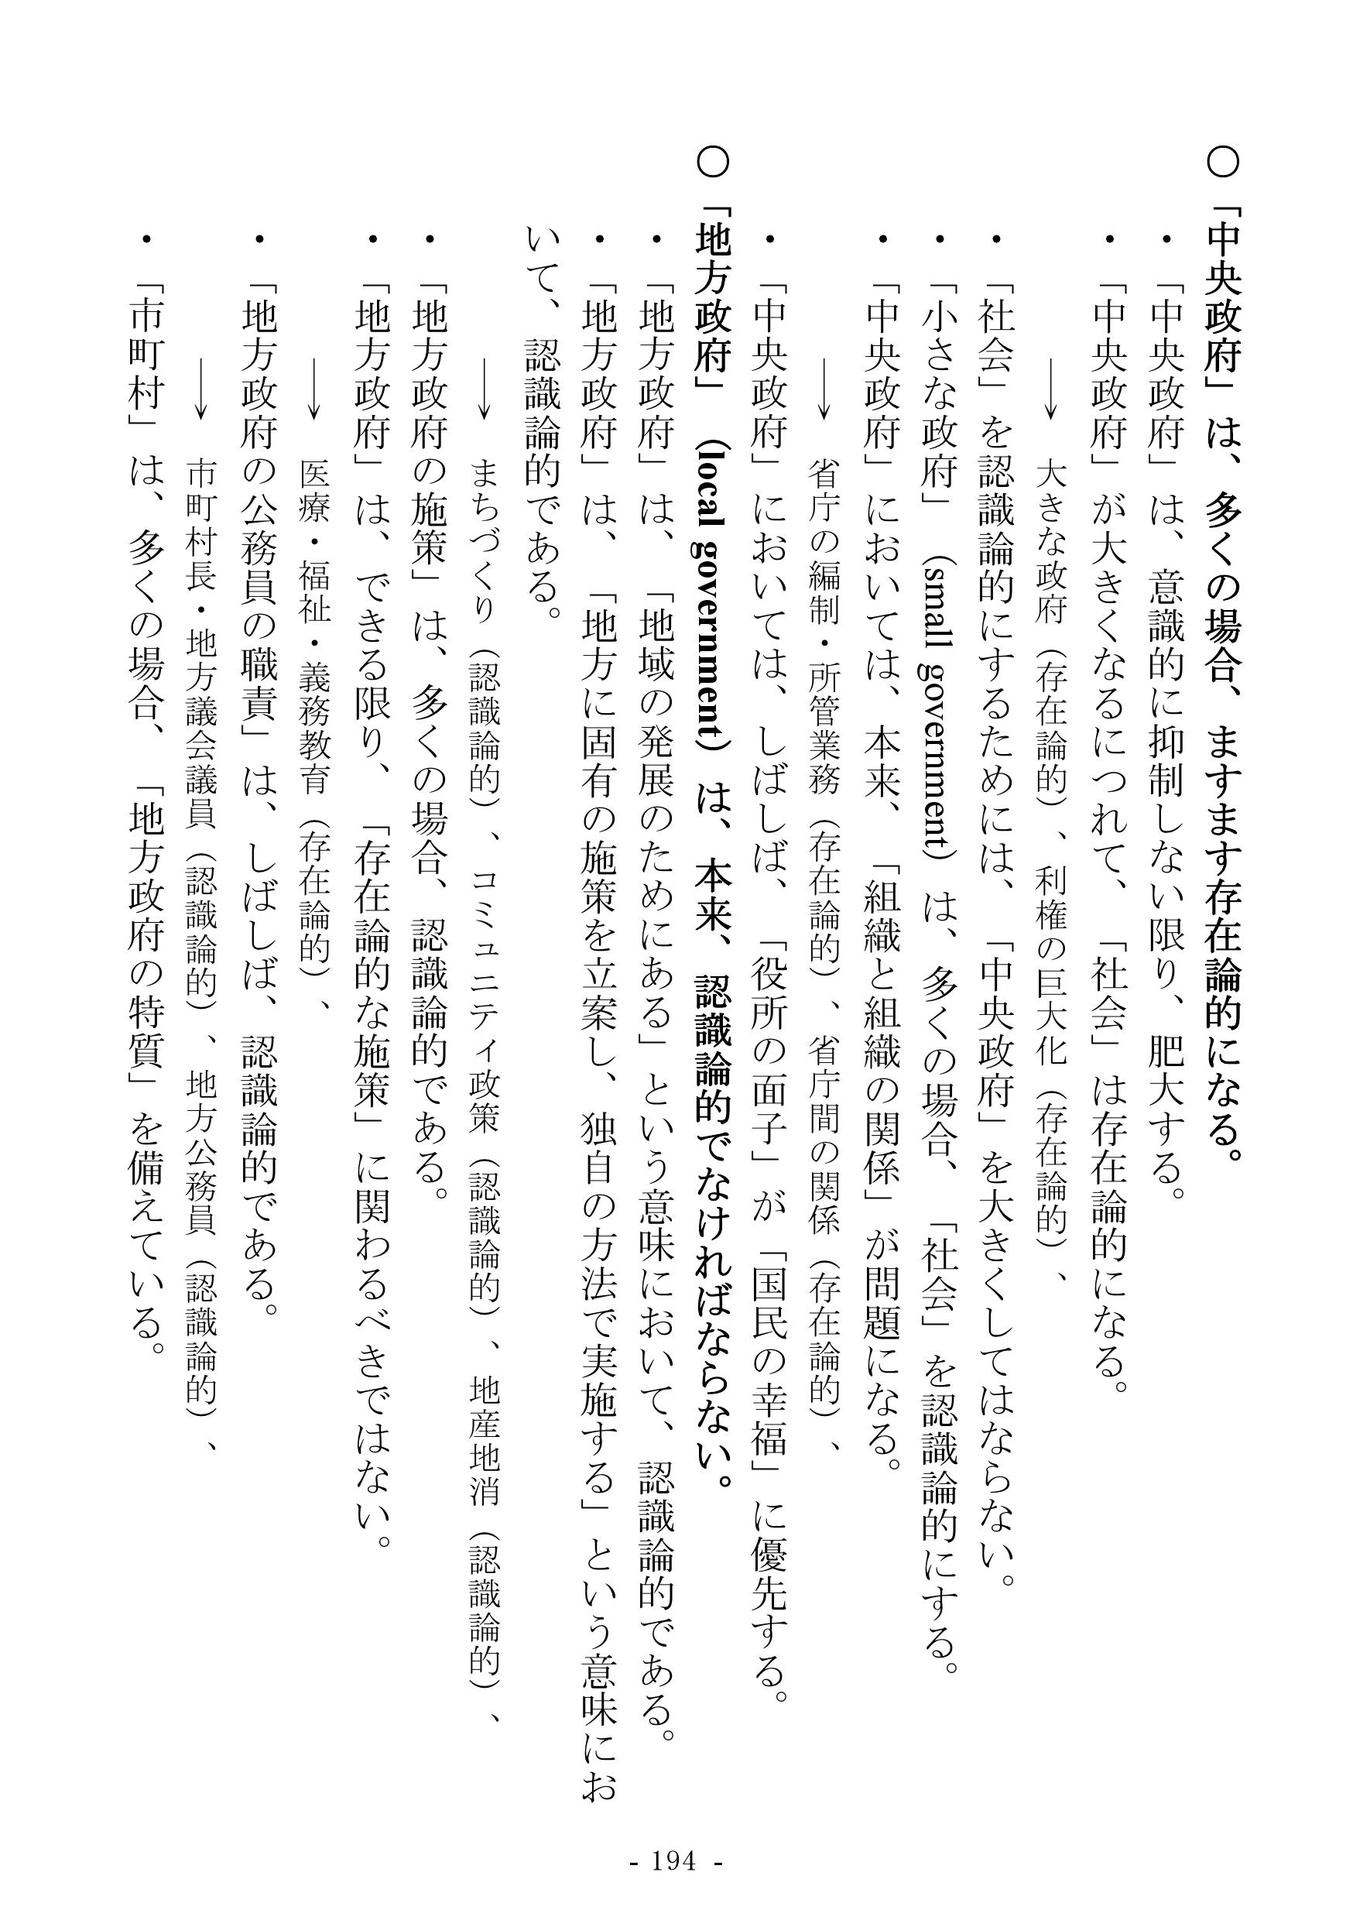 ○「中央政府」は、多くの場合、ますます存在論的になる。
・「中央政府」は、意識的に抑制しない限り、肥大する。
・「中央政府」が大きくなるにつれて、「社会」は存在論的になる。
→ 大きな政府（存在論的）、利権の巨大化（存在論的）、
・「社会」を認識論的にするためには、「中央政府」を大きくしてはならない。
・「小さな政府」（small government）は、多くの場合、「社会」を認識論的にする。
・「中央政府」においては、本来、「組織と組織の関係」が問題になる。
→ 省庁の編制・所管業務（存在論的）、省庁間の関係（存在論的）、
・「中央政府」においては、しばしば、「役所の面子」が「国民の幸福」に優先する。
○「地方政府」（local government）は、本来、認識論的でなければならない。
・「地方政府」は、「地域の発展のためにある」という意味において、認識論的である。
・「地方政府」は、「地方に固有の施策を立案し、独自の方法で実施する」という意味にお
いて、認識論的である。
→ まちづくり（認識論的）、コミュニティ政策（認識論的）、地産地消（認識論的）、
・「地方政府の施策」は、多くの場合、認識論的である。
・「地方政府」は、できる限り、「存在論的な施策」に関わるべきではない。
→ 医療・福祉・義務教育（存在論的）、
・「地方政府の公務員の職責」は、しばしば、認識論的である。
→ 市町村長・地方議会議員（認識論的）、地方公務員（認識論的）、
・「市町村」は、多くの場合、「地方政府の特質」を備えている。
- 194 -